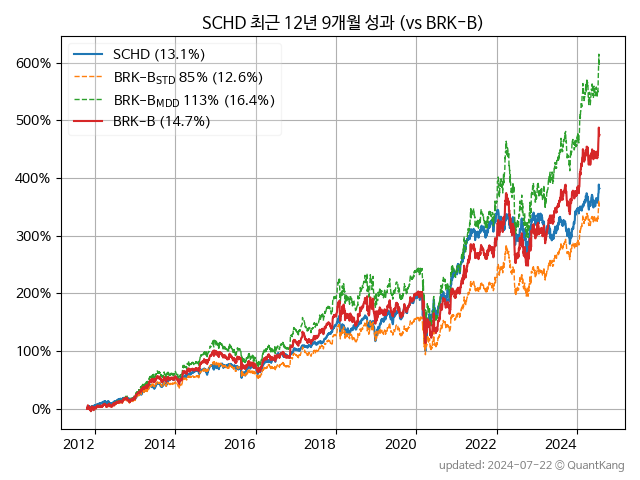 SCHD 최근 12년 9개월 성과 (vs BRK-B)
SCHD (13.1%)
BRK-BSTD 85% (12.6%)
BRK-BMDD 113% (16.4%)
BRK-B (14.7%)
600%
500%
400%
300%
200%
100%
0%
2012 2014 2016 2018 2020 2022 2024
updated: 2024-07-22 © QuantKang